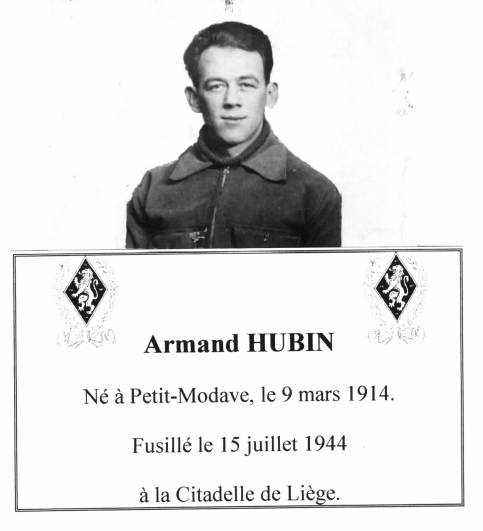 Armand HUBIN
Né à Petit-Modave, le 9 mars 1914.
Fusillé le 15 juillet 1944
à la Citadelle de Liège.